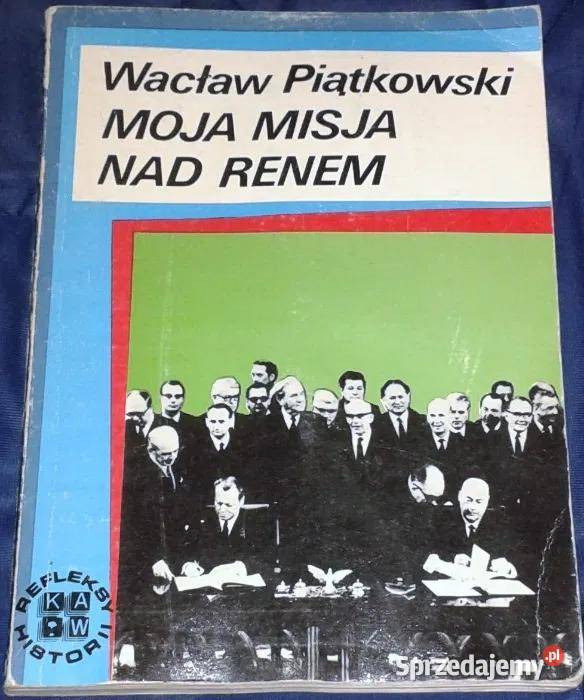 Wacław Piątkowski
MOJA MISJA
NAD RENEM
REFLEKSY
KAW
HISTORII
Sprzedajemy.pl